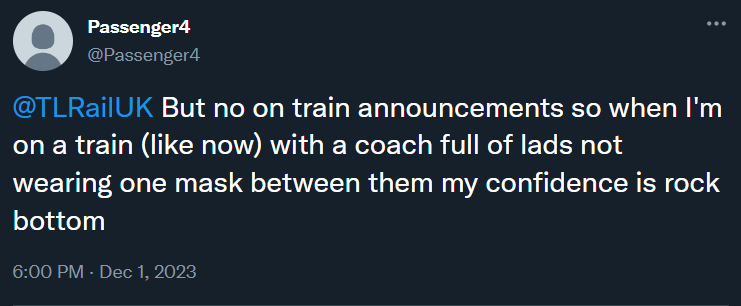 Passenger4
@Passenger4
@TLRailUK But no on train announcements so when I'm
on a train (like now) with a coach full of lads not
wearing one mask between them my confidence is rock
bottom
6:00 PM · Dec 1, 2023